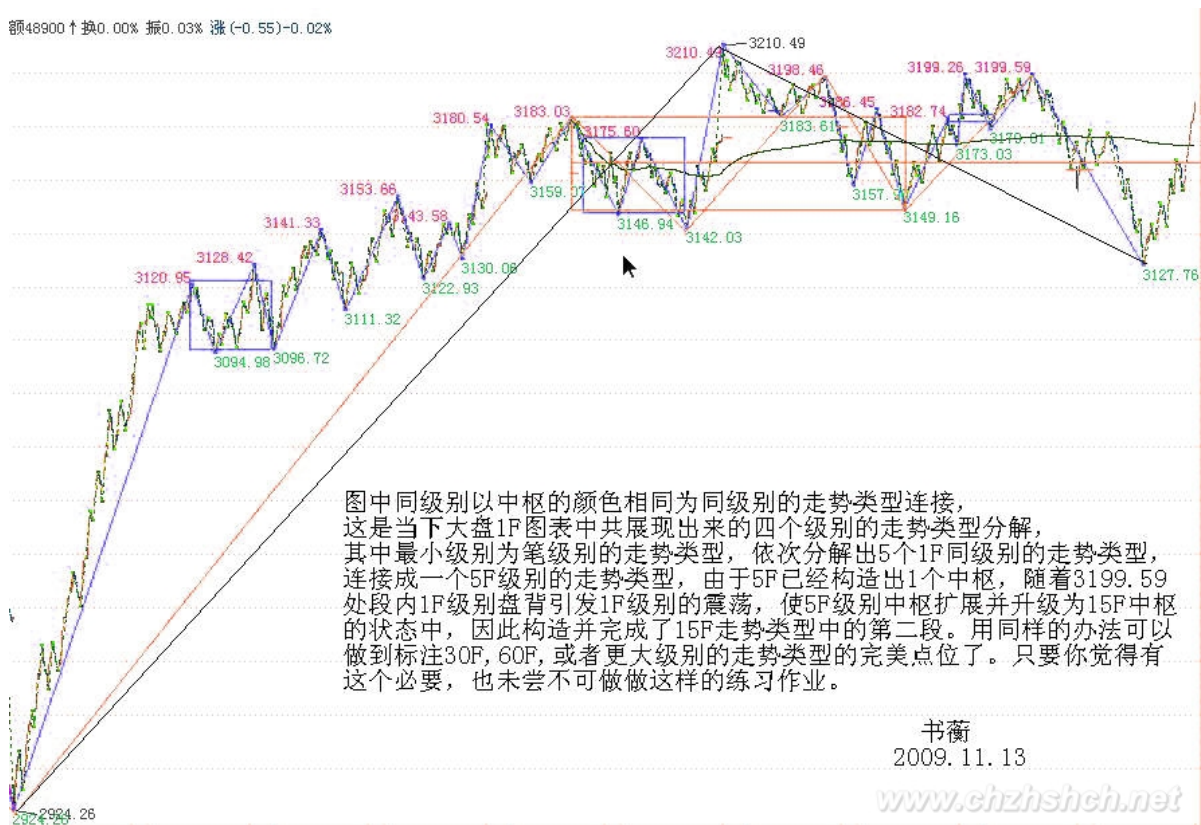 额48900↑换0.00% 振0.03% 涨(-0.55)-0.02%
3210.49
3210.49
3198.46
3199.26
3199.59
3186.45
3182.74
3180.54
3183.03
3175.60
3183.61
3179.01
3173.03
3159.07
3157.9
3153.66
3149.16
3146.94
3142.03
3143.58
3141.33
3130.06
3128.42
3127.76
3122.93
3120.95
3111.32
3094.98
3096.72
图中同级别以中枢的颜色相同为同级别的走势类型连接，
这是当下大盘1F图表中共展现出来的四个级别的走势类型分解，
其中最小级别为笔级别的走势类型，依次分解出5个1F同级别的走势类型，
连接成一个5F级别的走势类型，由于5F已经构造出1个中枢，随着3199.59
处段内1F级别盘背引发1F级别的震荡，使5F级别中枢扩展并升级为15F中枢
的状态中，因此构造并完成了15F走势类型中的第二段。用同样的办法可以
做到标注30F,60F,或者更大级别的走势类型的完美点位了。只要你觉得有
这个必要，也未尝不可做做这样的练习作业。
书蘅
2009.11.13
www.chzhshch.net
2924.26
2924.26